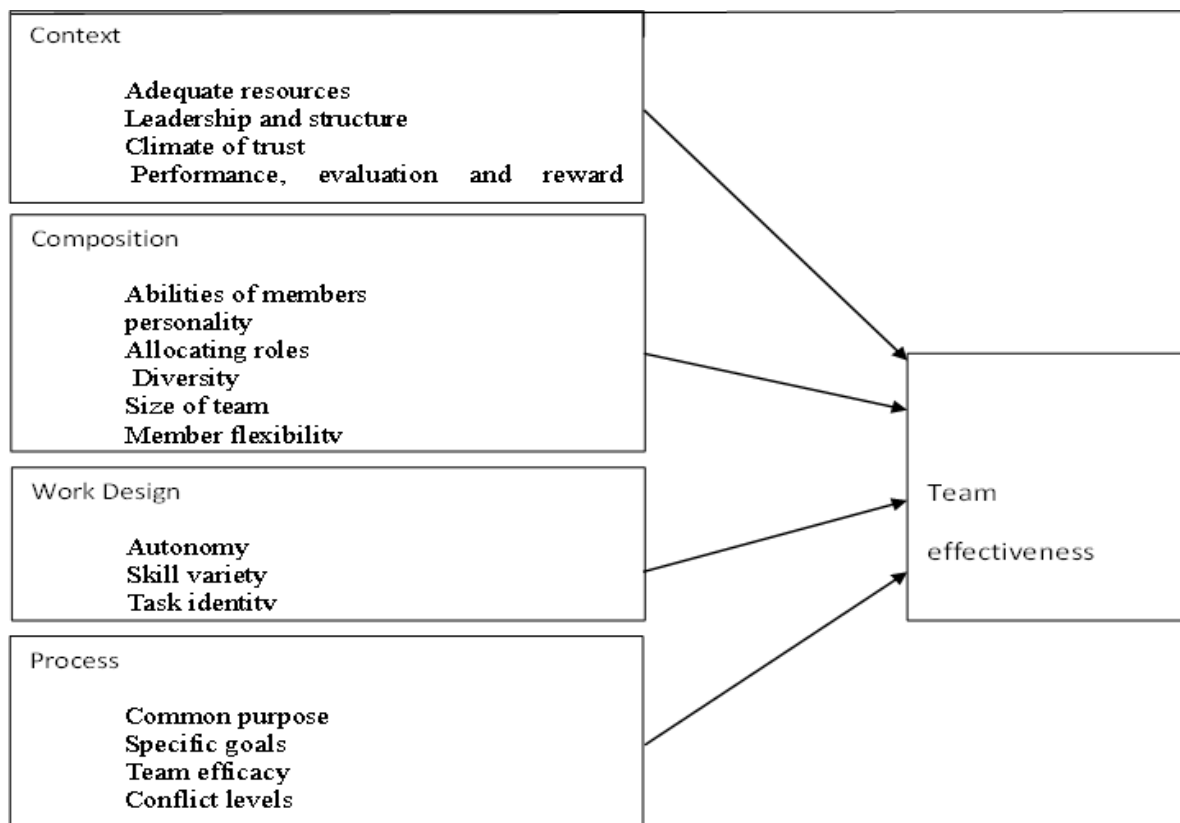 Context
Adequate resources
Leadership and structure
Climate of trust
Performance, evaluation and reward
Composition
Abilities of members
personality
Allocating roles
Diversity
Size of team
Member flexibility
Work Design
Autonomy
Skill variety
Task identity
Process
Common purpose
Specific goals
Team efficacy
Conflict levels
Team
effectiveness